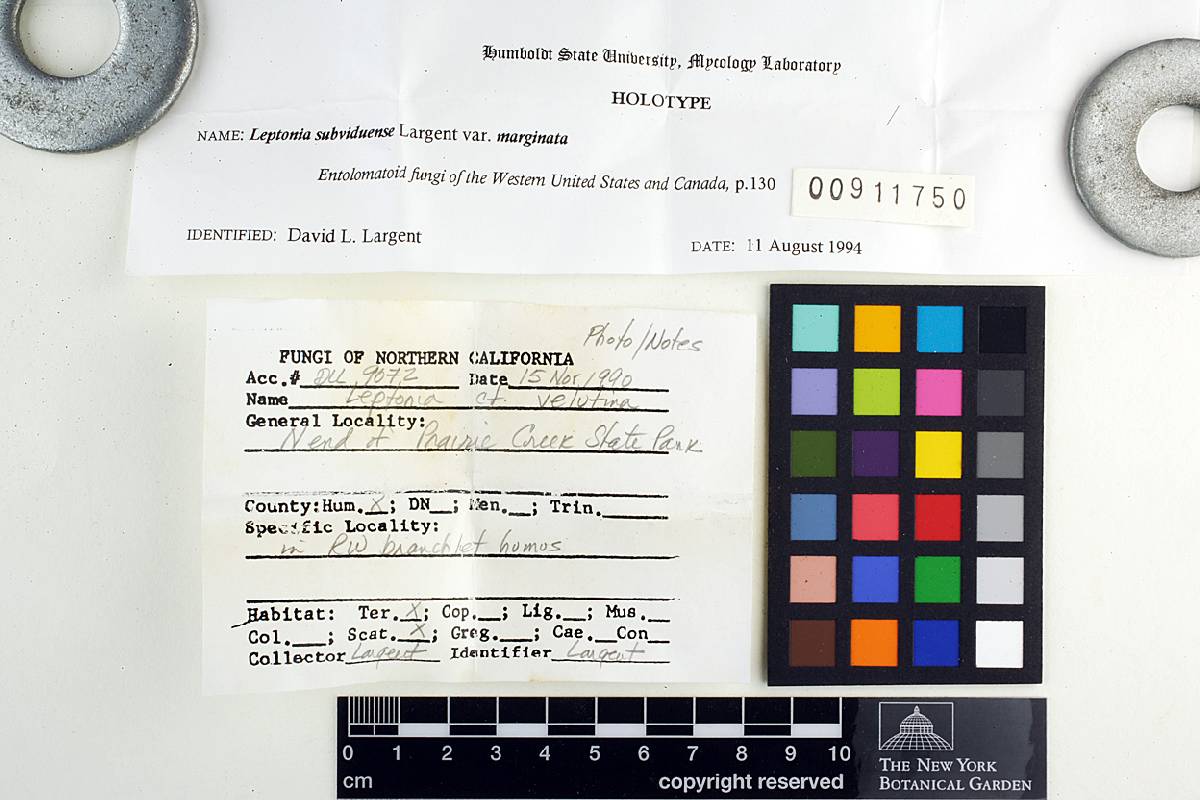 Humboldt State University, Mycology Laboratory
HOLOTYPE
NAME: Leptonia subviduense Largent var. marginata
Entolomatoid fungi of the Western United States and Canada, p.130
00911750
IDENTIFIED: David L. Largent
DATE: 11 August 1994
Photo/Notes
FUNGI OF NORTHERN CALIFORNIA
Acc.# DLL 9572 Date 15 Nov 1990
Name Leptonia cf. velutina
General Locality:
N end of Prairie Creek State Park
County: Hum. X; DN__; Men.__; Trin.
Specific Locality:
in RW branchlet humus
Habitat: Ter. X; Cop.__; Lig.__; Mus.__
Col.__; Scat. X; Greg.__; Cae.__Con__
Collector Largent Identifier Largent
0 1 2 3 4 5 6 7 8 9 10
cm copyright reserved
THE NEW YORK
BOTANICAL GARDEN